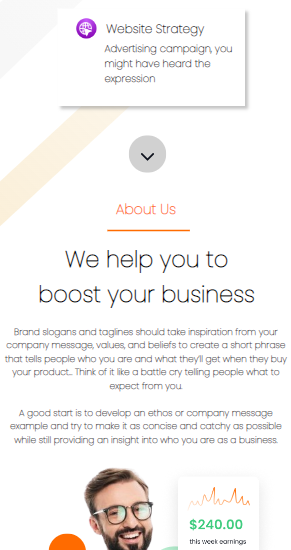 Website Strategy
Advertising campaign, you
might have heard the
expression
About Us
We help you to
boost your business
Brand slogans and taglines should take inspiration from your
company message, values, and beliefs to create a short phrase
that tells people who you are and what they'll get when they buy
your product.. Think of it like a battle cry telling people what to
expect from you.
A good start is to develop an ethos or company message
example and try to make it as concise and catchy as possible
while still providing an insight into who you are as a business.
$240.00
this week earnings